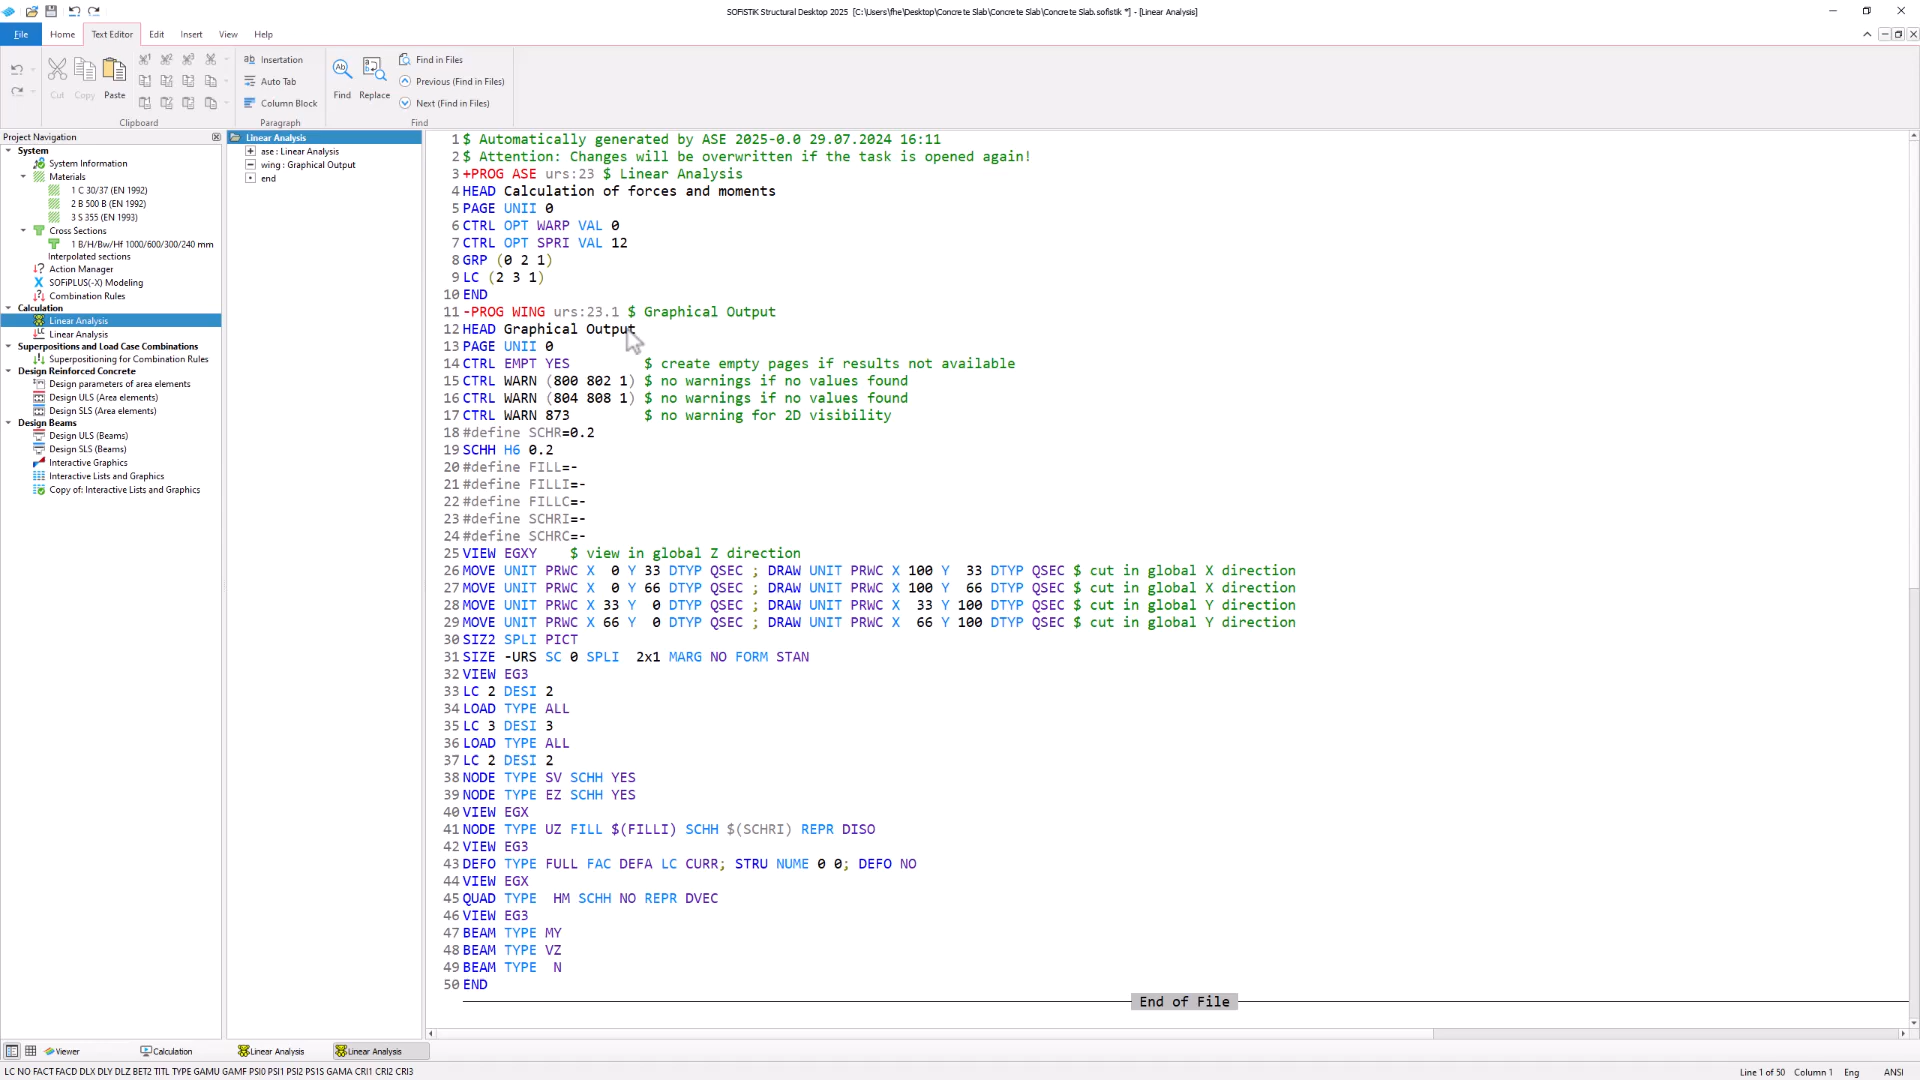 SOFiSTiK Structural Desktop 2025 [C:\Users\fhe\Desktop\Concrete Slab\Concrete Slab\Concrete Slab.sofistik *] - [Linear Analysis]
File Home Text Editor Edit Insert View Help
Cut Copy Paste
Clipboard
Insertation
Auto Tab
Column Block
Paragraph
Find Replace
Find in Files
Previous (Find in Files)
Next (Find in Files)
Find
Project Navigation
System
System Information
Materials
1 C 30/37 (EN 1992)
2 B 500 B (EN 1992)
3 S 355 (EN 1993)
Cross Sections
1 B/H/Bw/Hf 1000/600/300/240 mm
Interpolated sections
Action Manager
SOFiPLUS(-X) Modeling
Combination Rules
Calculation
Linear Analysis
Linear Analysis
Superpositions and Load Case Combinations
Superpositioning for Combination Rules
Design Reinforced Concrete
Design parameters of area elements
Design ULS (Area elements)
Design SLS (Area elements)
Design Beams
Design ULS (Beams)
Design SLS (Beams)
Interactive Graphics
Interactive Lists and Graphics
Copy of: Interactive Lists and Graphics
Linear Analysis
ase : Linear Analysis
wing : Graphical Output
end
1 $ Automatically generated by ASE 2025-0.0 29.07.2024 16:11
2 $ Attention: Changes will be overwritten if the task is opened again!
3 +PROG ASE urs:23 $ Linear Analysis
4 HEAD Calculation of forces and moments
5 PAGE UNII 0
6 CTRL OPT WARP VAL 0
7 CTRL OPT SPRI VAL 12
8 GRP (0 2 1)
9 LC (2 3 1)
10 END
11 -PROG WING urs:23.1 $ Graphical Output
12 HEAD Graphical Output
13 PAGE UNII 0
14 CTRL EMPT YES $ create empty pages if results not available
15 CTRL WARN (800 802 1) $ no warnings if no values found
16 CTRL WARN (804 808 1) $ no warnings if no values found
17 CTRL WARN 873 $ no warning for 2D visibility
18 #define SCHR=0.2
19 SCHH H6 0.2
20 #define FILL=-
21 #define FILLI=-
22 #define FILLC=-
23 #define SCHRI=-
24 #define SCHRC=-
25 VIEW EGXY $ view in global Z direction
26 MOVE UNIT PRWC X 0 Y 33 DTYP QSEC ; DRAW UNIT PRWC X 100 Y 33 DTYP QSEC $ cut in global X direction
27 MOVE UNIT PRWC X 0 Y 66 DTYP QSEC ; DRAW UNIT PRWC X 100 Y 66 DTYP QSEC $ cut in global X direction
28 MOVE UNIT PRWC X 33 Y 0 DTYP QSEC ; DRAW UNIT PRWC X 33 Y 100 DTYP QSEC $ cut in global Y direction
29 MOVE UNIT PRWC X 66 Y 0 DTYP QSEC ; DRAW UNIT PRWC X 66 Y 100 DTYP QSEC $ cut in global Y direction
30 SIZ2 SPLI PICT
31 SIZE -URS SC 0 SPLI 2x1 MARG NO FORM STAN
32 VIEW EG3
33 LC 2 DESI 2
34 LOAD TYPE ALL
35 LC 3 DESI 3
36 LOAD TYPE ALL
37 LC 2 DESI 2
38 NODE TYPE SV SCHH YES
39 NODE TYPE EZ SCHH YES
40 VIEW EGX
41 NODE TYPE UZ FILL $(FILLI) SCHH $(SCHRI) REPR DISO
42 VIEW EG3
43 DEFO TYPE FULL FAC DEFA LC CURR; STRU NUME 0 0; DEFO NO
44 VIEW EGX
45 QUAD TYPE HM SCHH NO REPR DVEC
46 VIEW EG3
47 BEAM TYPE MY
48 BEAM TYPE VZ
49 BEAM TYPE N
50 END
End of File
Viewer Calculation Linear Analysis Linear Analysis
LC NO FACT FACD DLX DLY DLZ BET2 TITL TYPE GAMU GAMF PSI0 PSI1 PSI2 PS1S GAMA CRI1 CRI2 CRI3
Line 1 of 50 Column 1 Eng ANSI